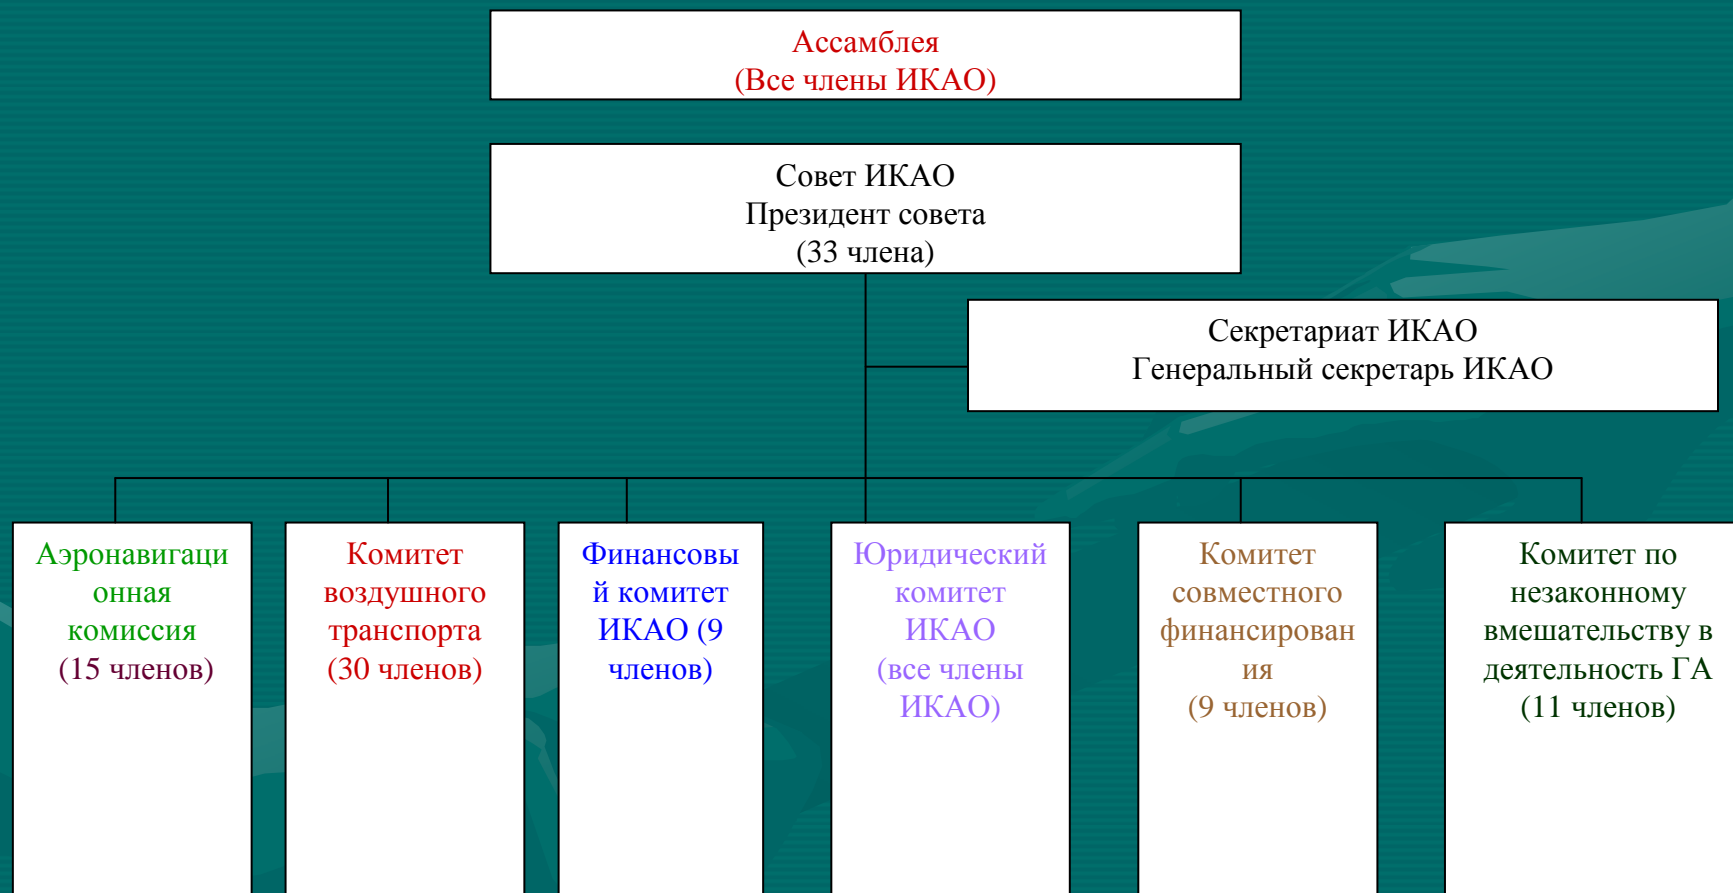 Ассамблея
(Все члены ИКАО)
Совет ИКАО
Президент совета
(33 члена)
Секретариат ИКАО
Генеральный секретарь ИКАО
Аэронавигаци
онная
комиссия
(15 членов)
Комитет
воздушного
транспорта
(30 членов)
Финансовы
й комитет
ИКАО (9
членов)
Юридический
комитет
ИКАО
(все члены
ИКАО)
Комитет
совместного
финансирован
ия
(9 членов)
Комитет по
незаконному
вмешательству в
деятельность ГА
(11 членов)